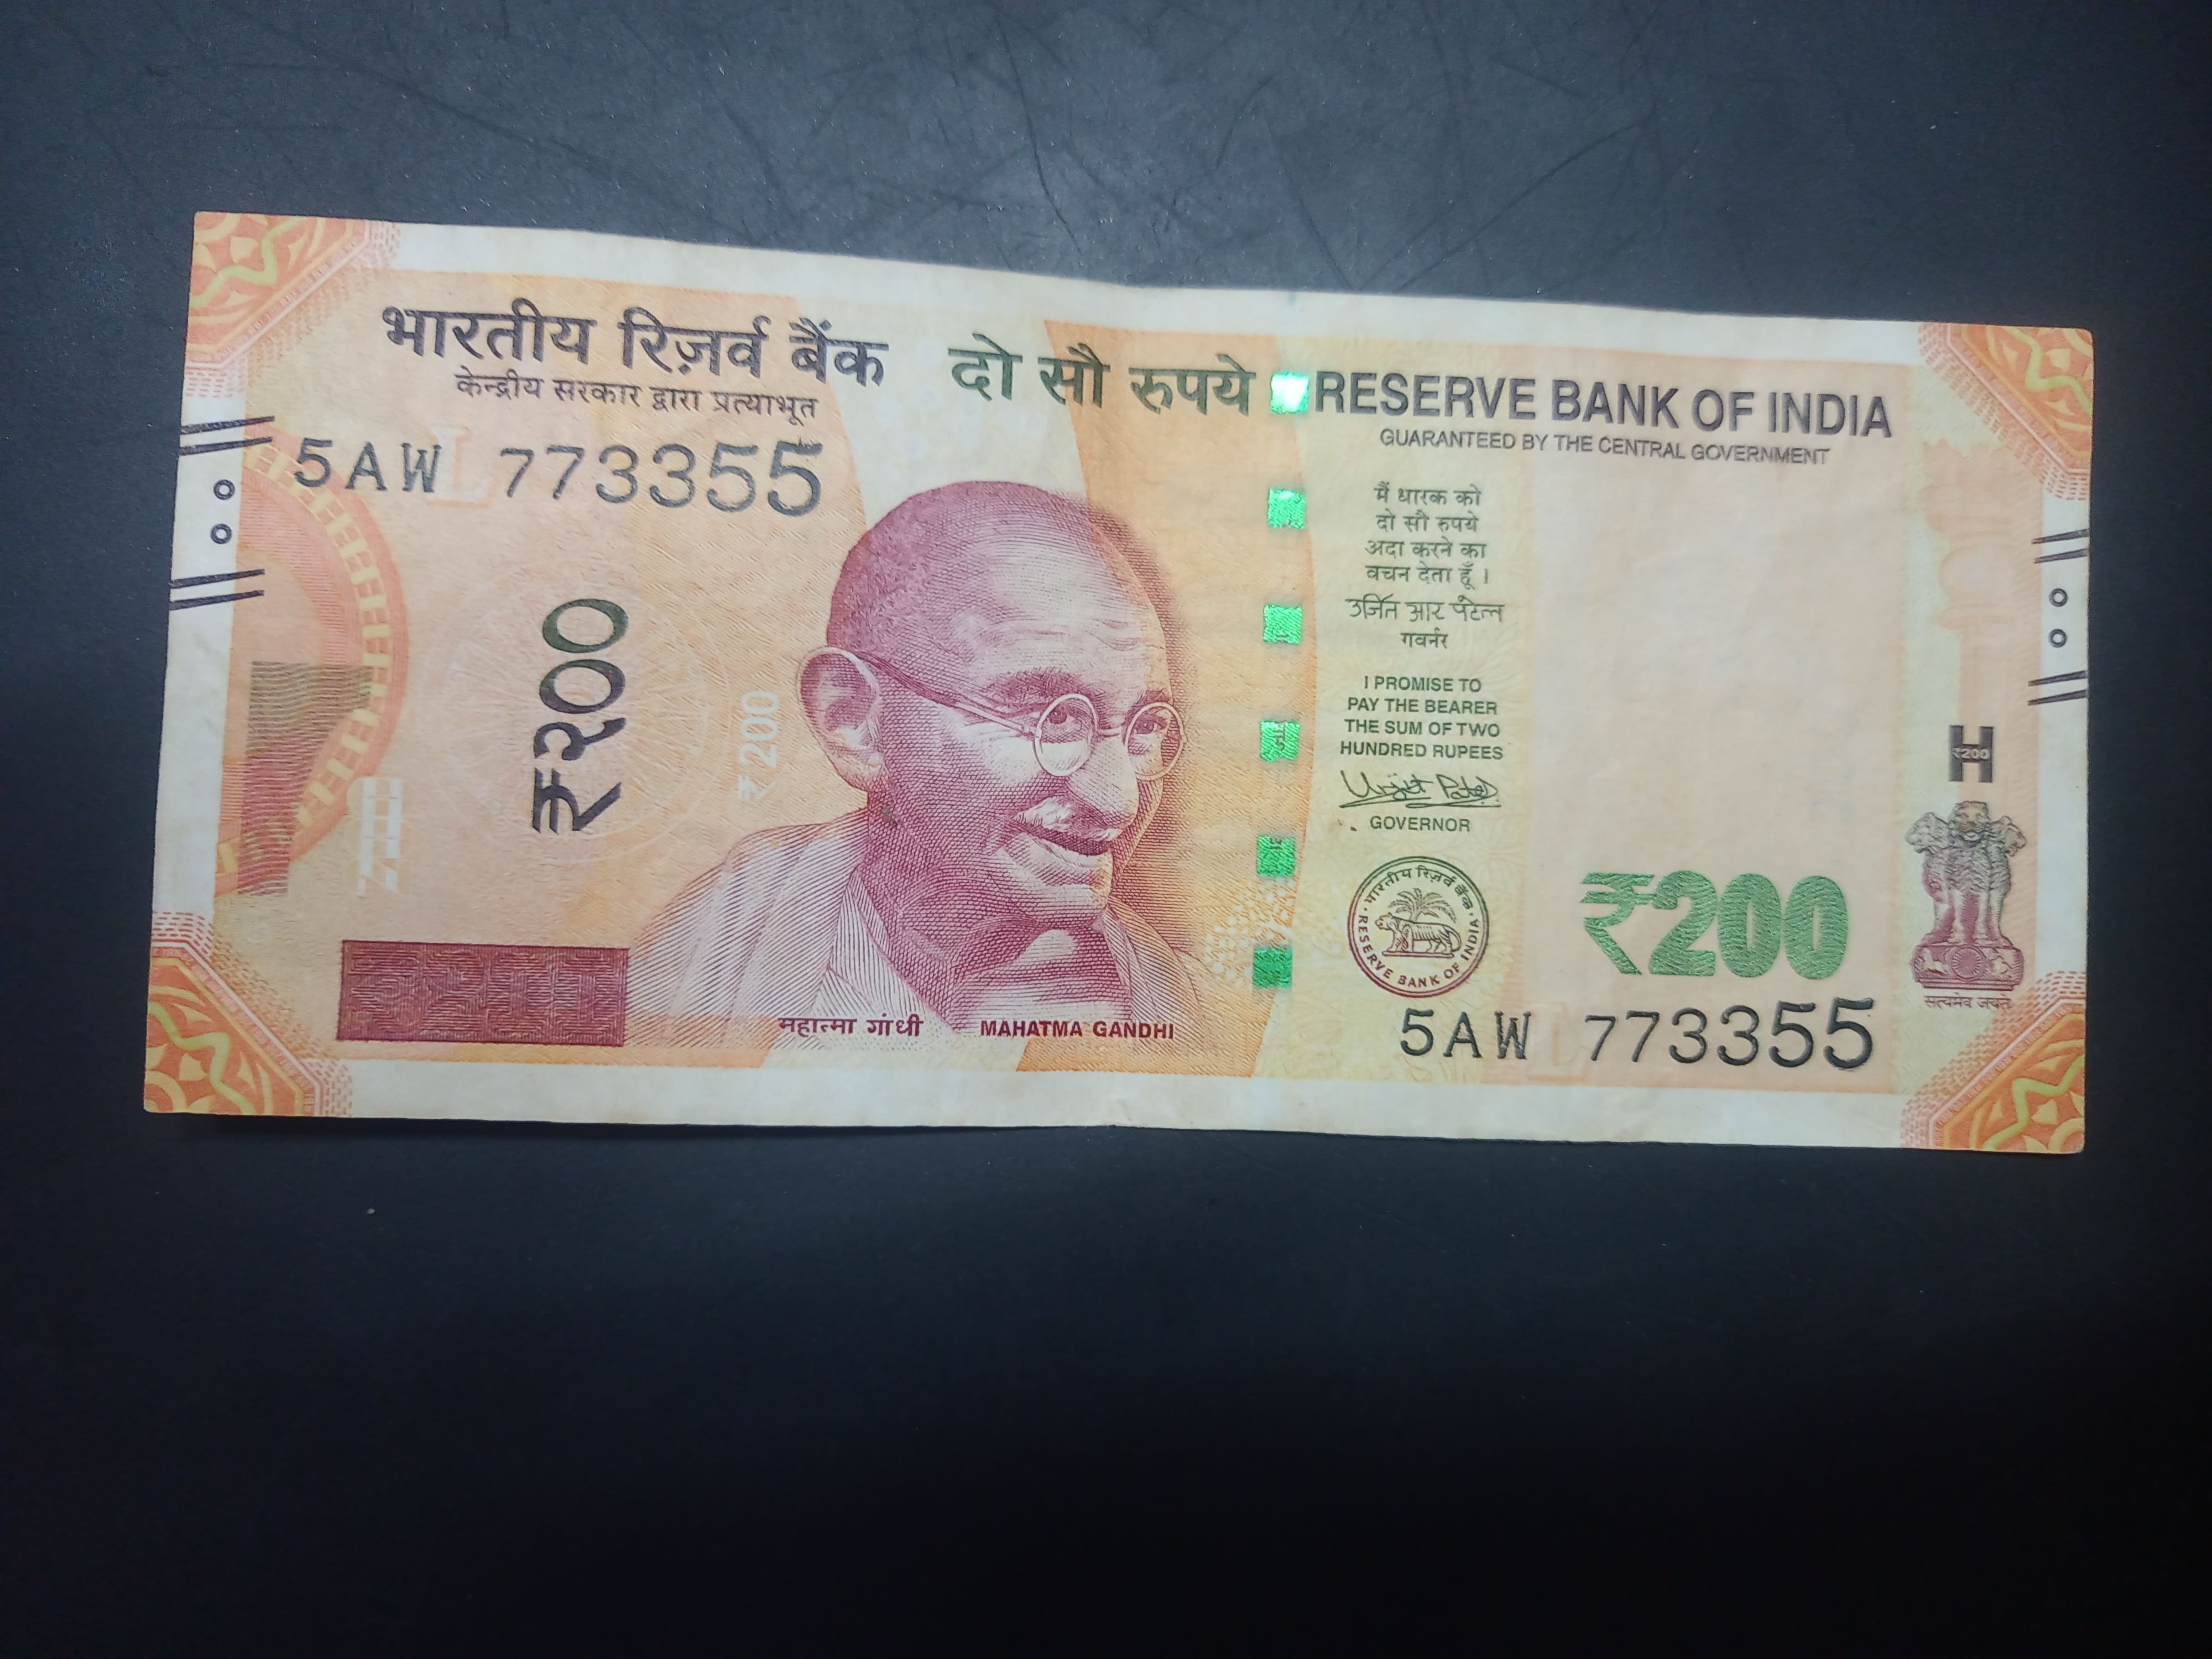 भारतीय रिज़र्व बैंक
केन्द्रीय सरकार द्वारा प्रत्याभूत
5AW 773355
दो सौ रुपये
RESERVE BANK OF INDIA
GUARANTEED BY THE CENTRAL GOVERNMENT
₹२००
₹200
मैं धारक को
दो सौ रुपये
अदा करने का
वचन देता हूँ ।
उर्जित आर पटेल
गवर्नर
I PROMISE TO
PAY THE BEARER
THE SUM OF TWO
HUNDRED RUPEES
Urjit Patel
GOVERNOR
भारतीय रिज़र्व बैंक
RESERVE BANK OF INDIA
₹200
H
₹200
सत्यमेव जयते
महात्मा गांधी
MAHATMA GANDHI
5AW 773355